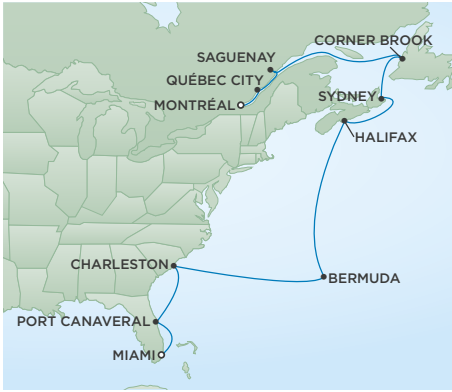 CORNER BROOK
SAGUENAY
QUÉBEC CITY
SYDNEY
MONTRÉAL
HALIFAX
CHARLESTON
BERMUDA
PORT CANAVERAL
MIAMI